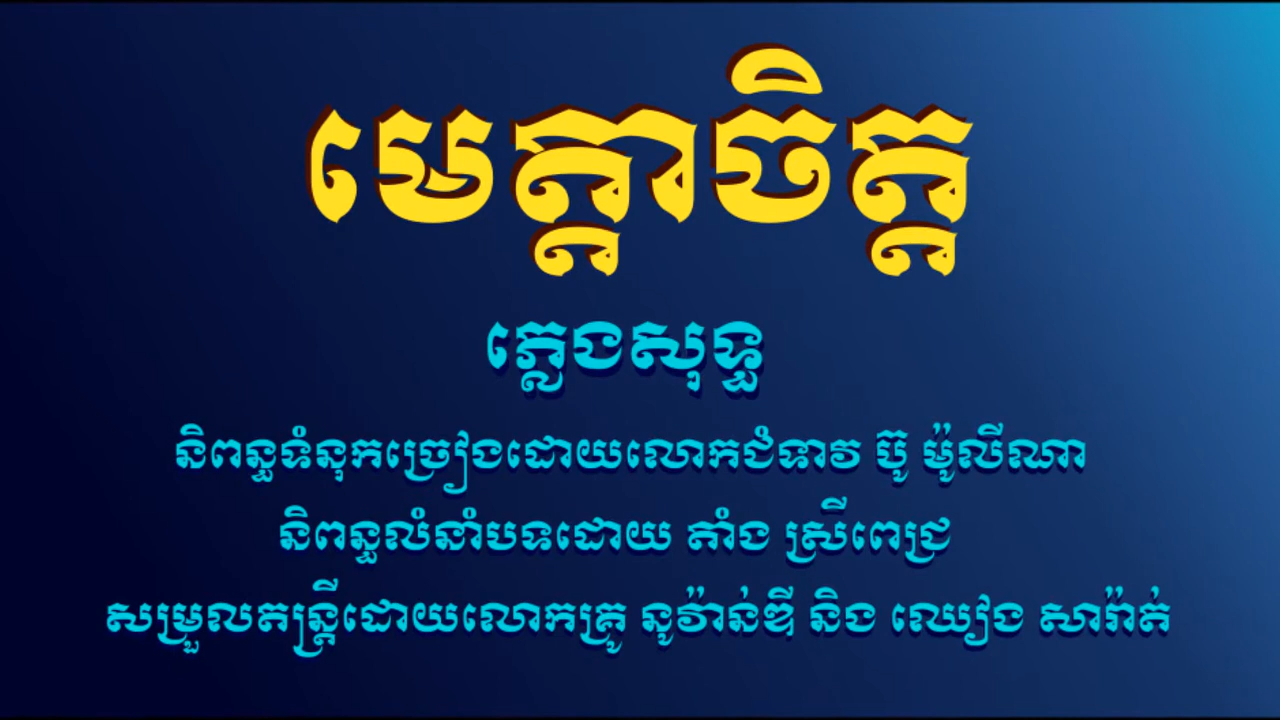 មេត្តាចិត្ត
ភ្លេងសុទ្ធ
និពន្ធទំនុកច្រៀងដោយលោកជំទាវ ប៊ូ ម៉ូលីណា
និពន្ធលំនាំបទដោយ តាំង ស្រីពេជ្រ
សម្រួលតន្ត្រីដោយលោកគ្រូ នូវ៉ាន់ឌី និង ឈៀង សារ៉ាត់